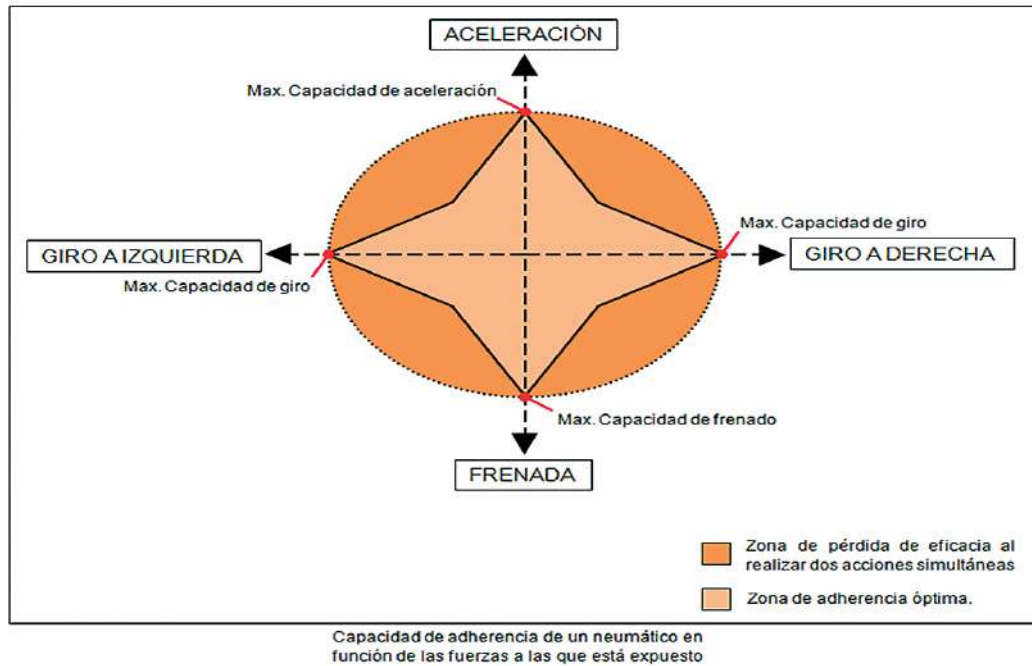 ACELERACIÓN
Max. Capacidad de aceleración
Max. Capacidad de giro
GIRO A IZQUIERDA
GIRO A DERECHA
Max. Capacidad de giro
Max. Capacidad de frenado
FRENADA
Zona de pérdida de eficacia al
realizar dos acciones simultáneas
Zona de adherencia óptima.
Capacidad de adherencia de un neumático en
función de las fuerzas a las que está expuesto